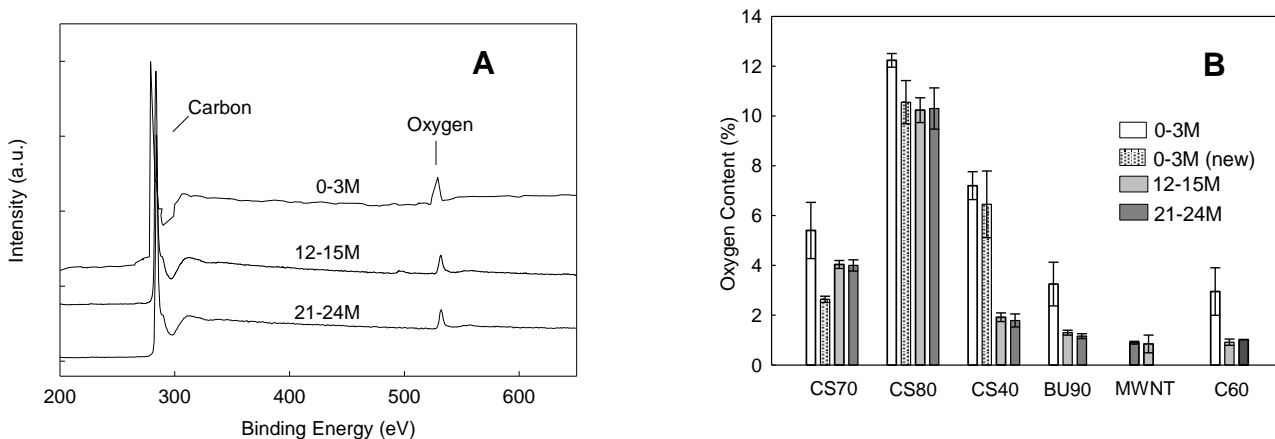 A
Carbon
Oxygen
0-3M
12-15M
21-24M
Intensity (a.u.)
200 300 400 500 600
Binding Energy (eV)
B
14
12
10
8
6
4
2
0
Oxygen Content (%)
0-3M
0-3M (new)
12-15M
21-24M
CS70 CS80 CS40 BU90 MWNT C60